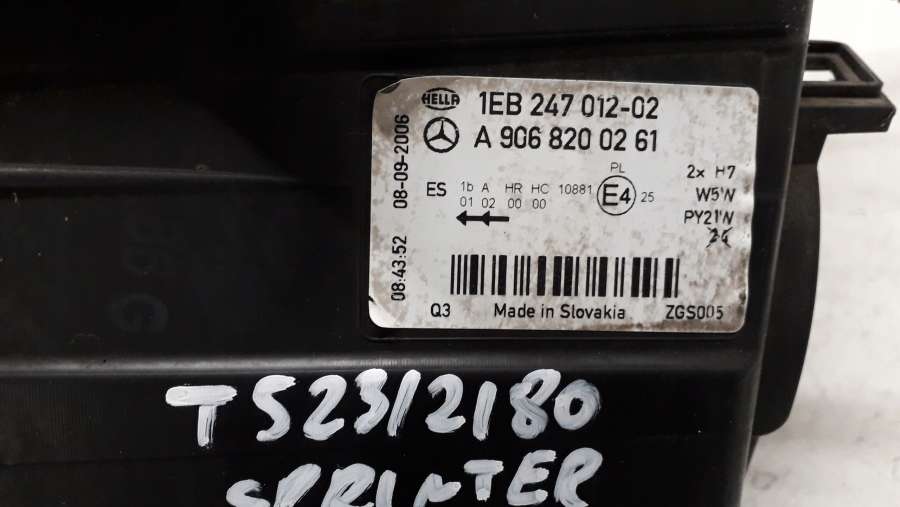 HELLA 1EB 247 012-02
A 906 820 02 61
08:43:52 08-09-2006
PL
ES 1b A HR HC 10881 E4 25
01 02 00 00
2x H7
W5W
PY21W
Q3 Made in Slovakia ZGS005
TS23/2180
SPRINTER